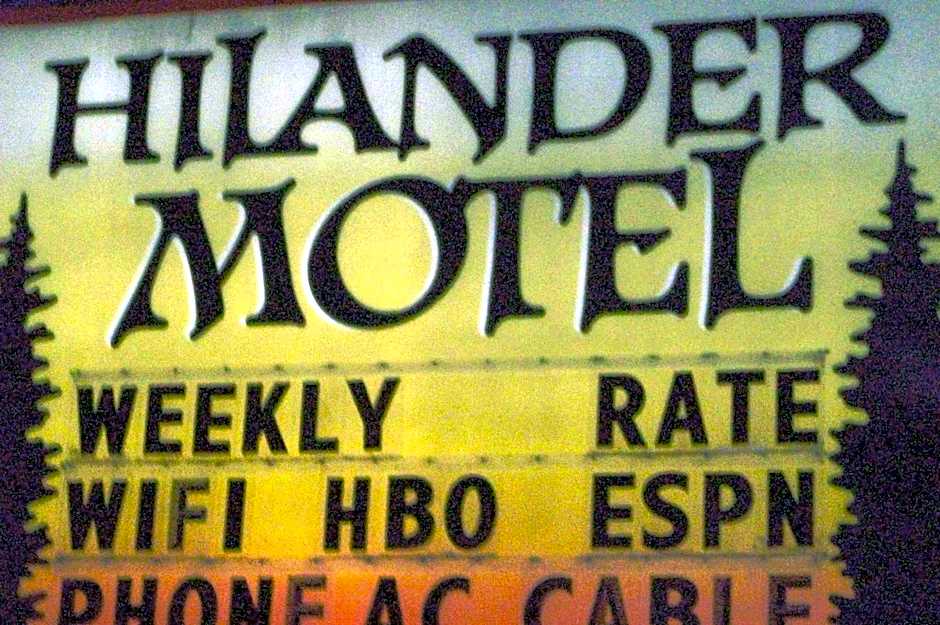 HILANDER
MOTEL
WEEKLY RATE
WIFI HBO ESPN
PHONE AC CABLE